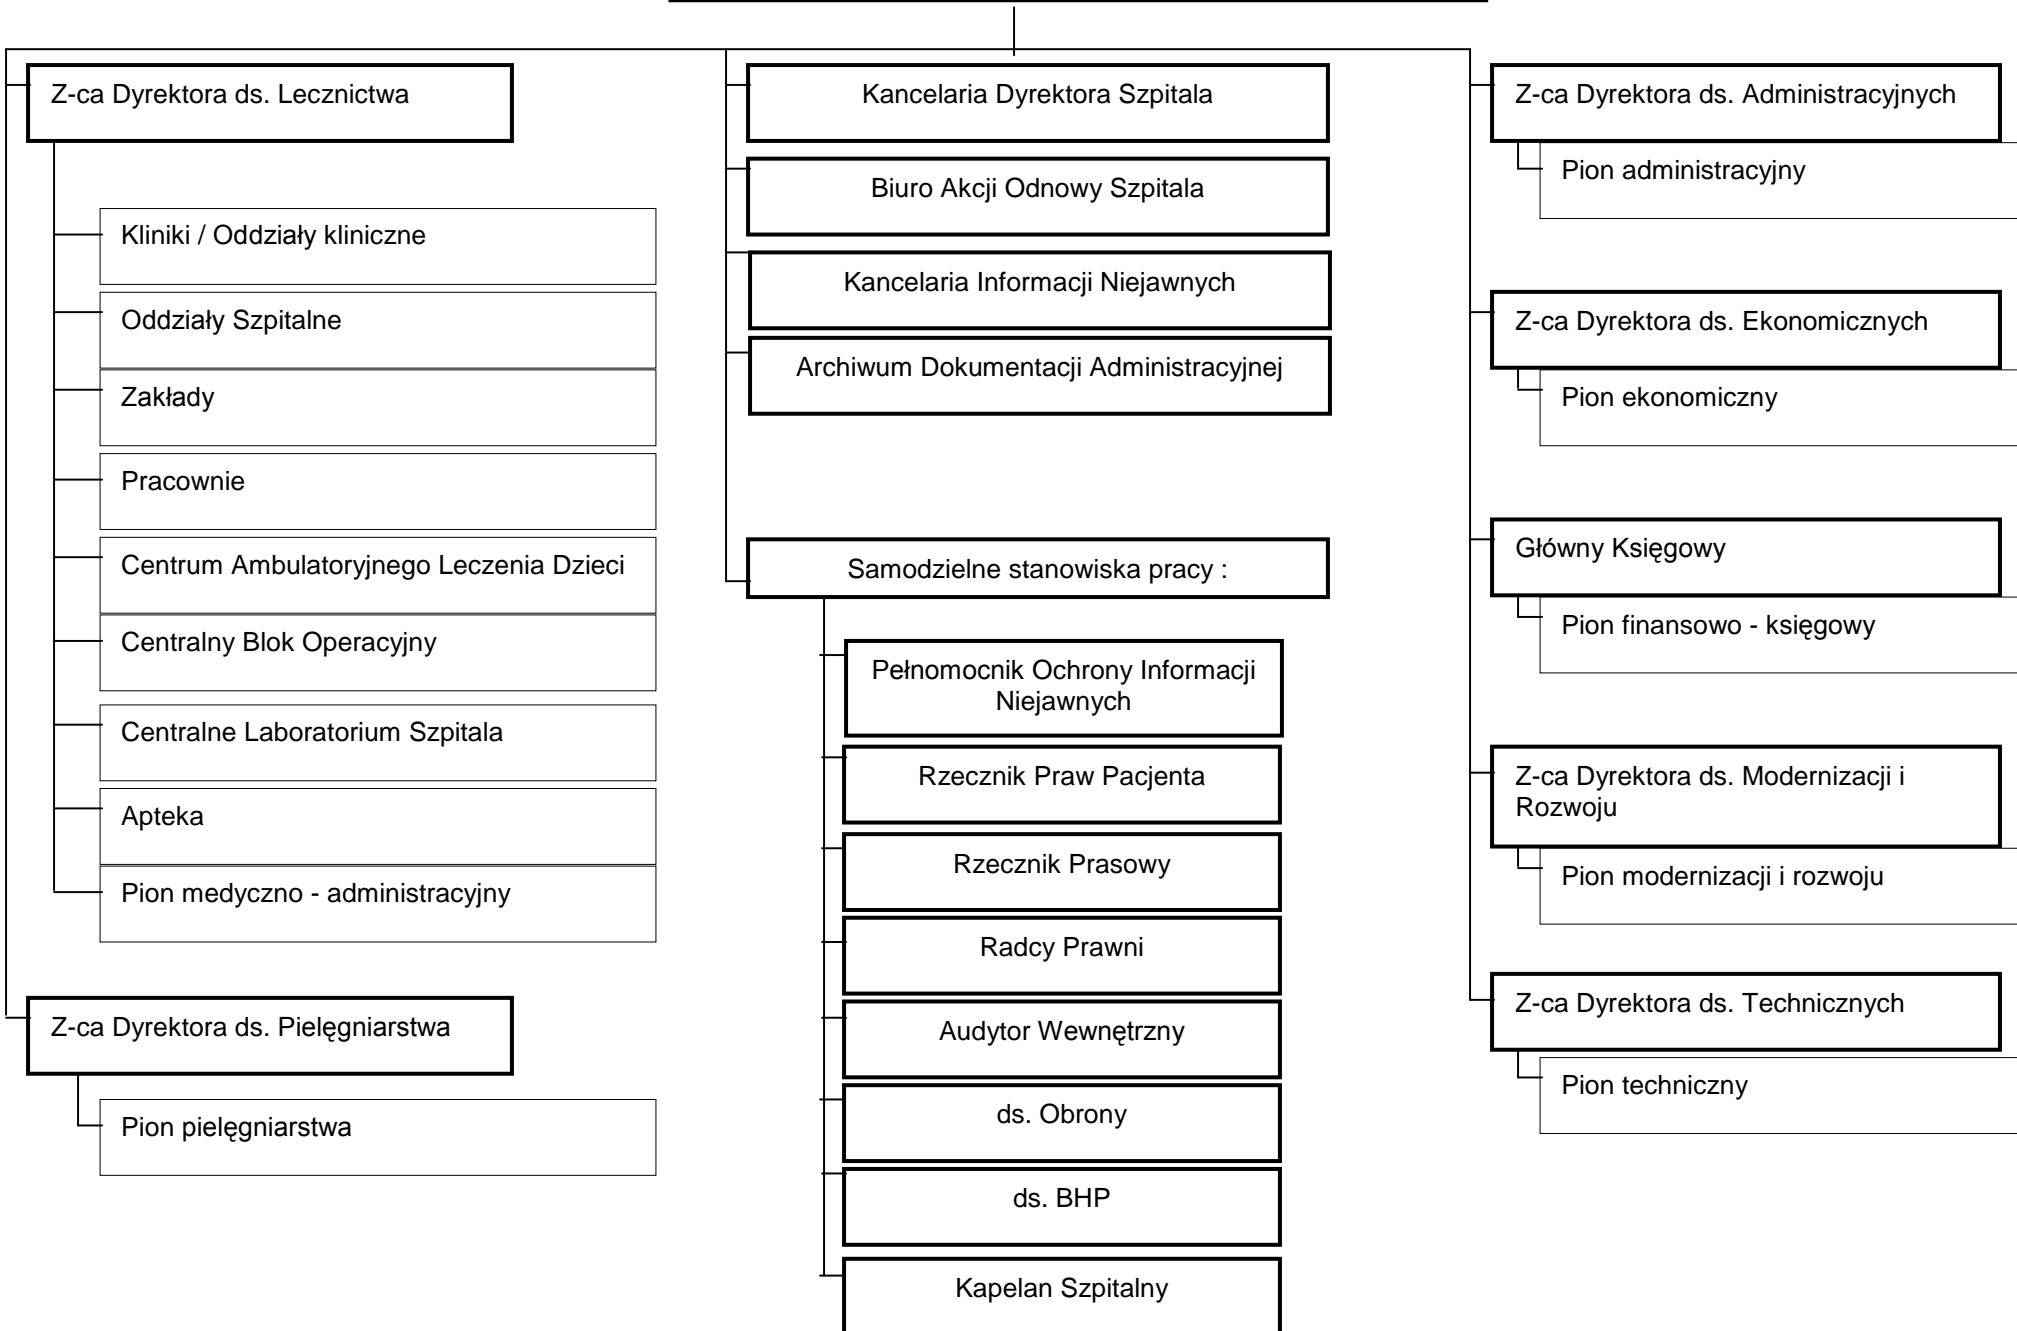 Z-ca Dyrektora ds. Lecznictwa
Kliniki / Oddziały kliniczne
Oddziały Szpitalne
Zakłady
Pracownie
Centrum Ambulatoryjnego Leczenia Dzieci
Centralny Blok Operacyjny
Centralne Laboratorium Szpitala
Apteka
Pion medyczno - administracyjny
Z-ca Dyrektora ds. Pielęgniarstwa
Pion pielęgniarstwa
Kancelaria Dyrektora Szpitala
Biuro Akcji Odnowy Szpitala
Kancelaria Informacji Niejawnych
Archiwum Dokumentacji Administracyjnej
Samodzielne stanowiska pracy :
Pełnomocnik Ochrony Informacji
Niejawnych
Rzecznik Praw Pacjenta
Rzecznik Prasowy
Radcy Prawni
Audytor Wewnętrzny
ds. Obrony
ds. BHP
Kapelan Szpitalny
Z-ca Dyrektora ds. Administracyjnych
Pion administracyjny
Z-ca Dyrektora ds. Ekonomicznych
Pion ekonomiczny
Główny Księgowy
Pion finansowo - księgowy
Z-ca Dyrektora ds. Modernizacji i
Rozwoju
Pion modernizacji i rozwoju
Z-ca Dyrektora ds. Technicznych
Pion techniczny